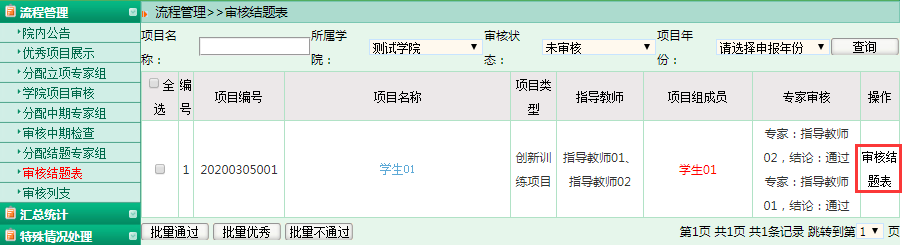 流程管理
院内公告
优秀项目展示
分配立项专家组
学院项目审核
分配中期专家组
审核中期检查
分配结题专家组
审核结题表
审核列支
汇总统计
特殊情况处理
流程管理>>审核结题表
项目名
称：
所属学
院：
测试学院
审核状
态：
未审核
项目年
份：
请选择申报年份
查询
全
选
编
号
项目编号
项目名称
项目类
型
指导教师
项目组成员
专家审核
操作
1
20200305001
学生01
创新训
练项目
指导教师01、
指导教师02
学生01
专家：指导教师
02，结论：通过
专家：指导教师
01，结论：通过
审核结
题表
批量通过
批量优秀
批量不通过
第1页 共1页 共1条记录 跳转到第 1 页